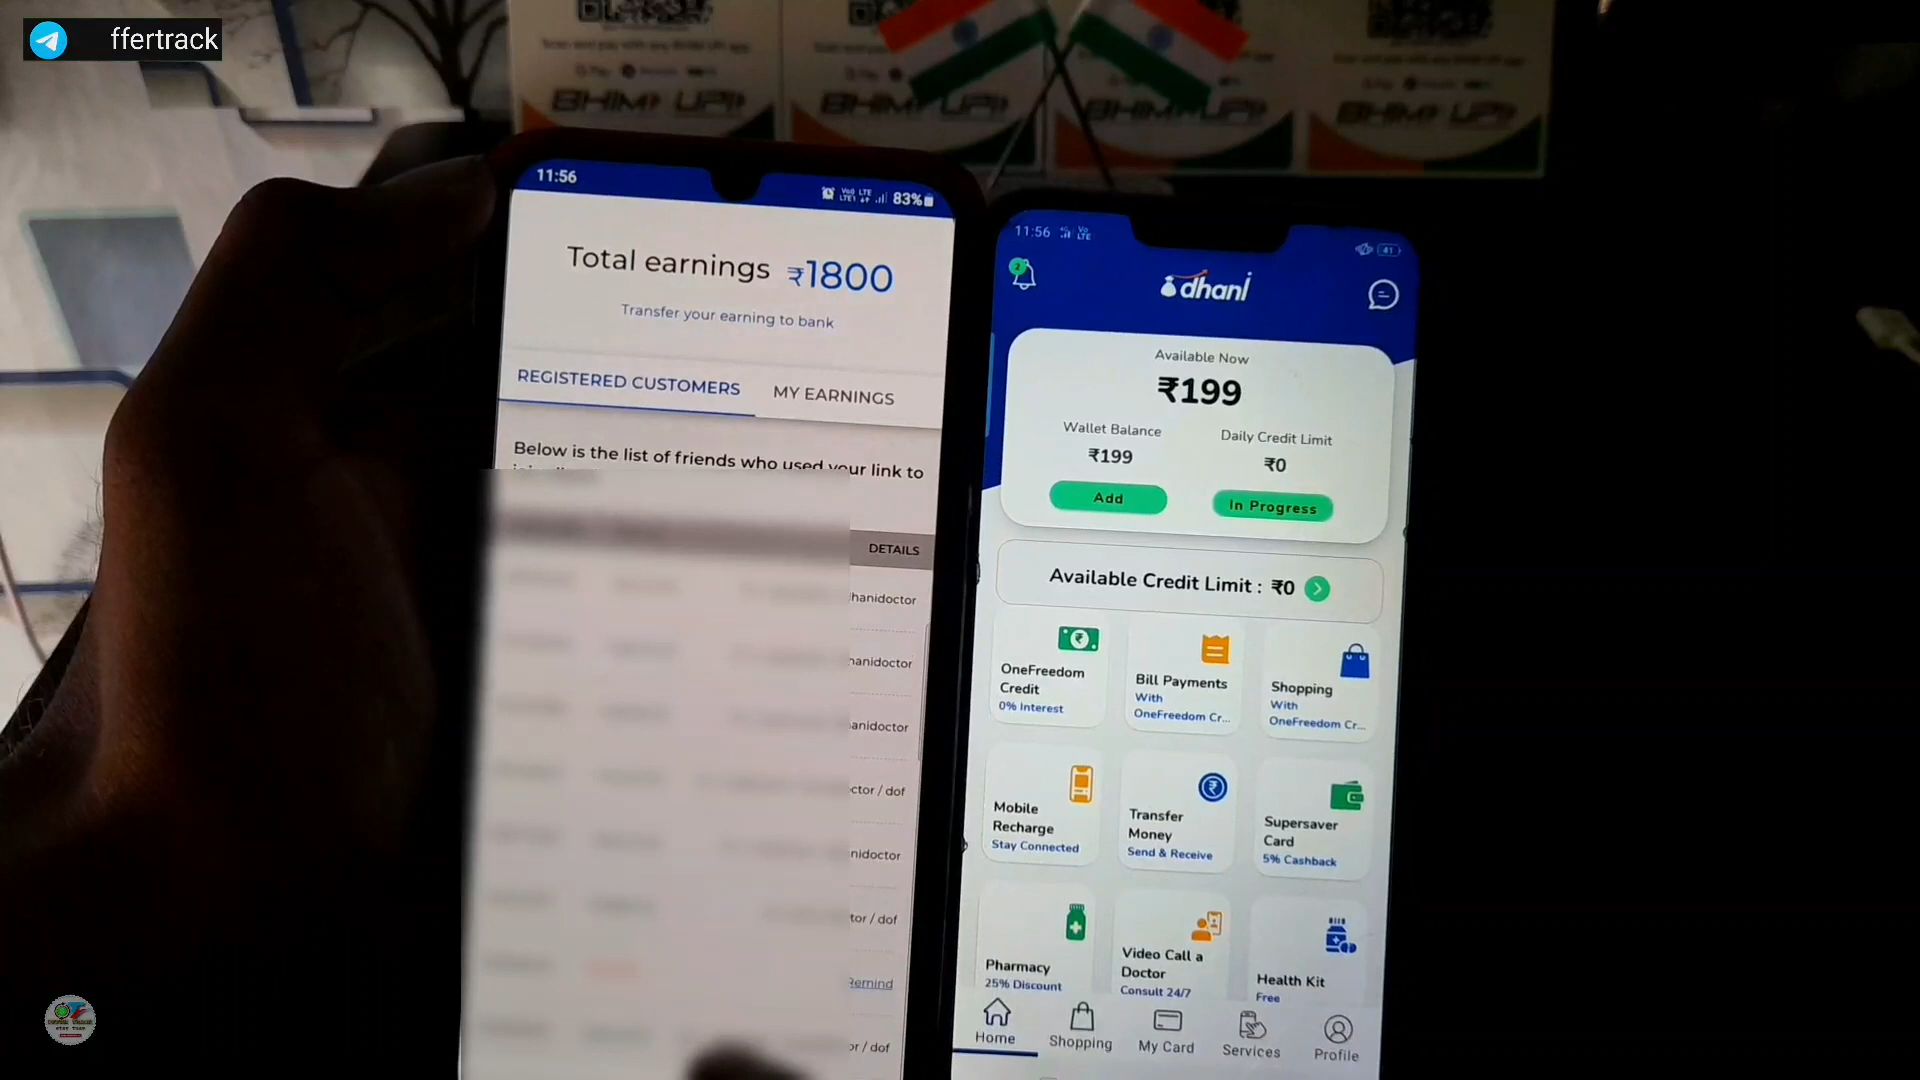 ffertrack
BHIM UPI
BHIM UPI
BHIM UPI
BHIM UPI
11:56
83%
Total earnings ₹1800
Transfer your earning to bank
REGISTERED CUSTOMERS MY EARNINGS
Below is the list of friends who used your link to
DETAILS
hanidoctor
hanidoctor
anidoctor
ctor / dof
nidoctor
tor / dof
Remind
or / dof
11:56
41
2
dhani
Available Now
₹199
Wallet Balance
₹199
Add
Daily Credit Limit
₹0
In Progress
Available Credit Limit : ₹0
OneFreedom
Credit
0% Interest
Bill Payments
With
OneFreedom Cr...
Shopping
With
OneFreedom Cr...
Mobile
Recharge
Stay Connected
Transfer
Money
Send & Receive
Supersaver
Card
5% Cashback
Pharmacy
25% Discount
Video Call a
Doctor
Consult 24/7
Health Kit
Free
Home
Shopping
My Card
Services
Profile